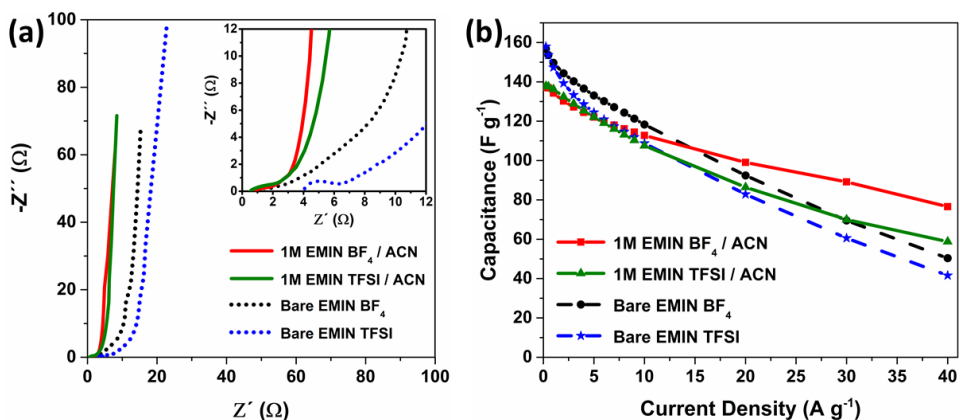 (a)
-Z´´ (Ω)
100
80
60
40
20
0
0 20 40 60 80 100
Z´ (Ω)
-Z´´ (Ω)
12
10
8
6
4
2
0
0 2 4 6 8 10 12
Z´ (Ω)
1M EMIN BF4 / ACN
1M EMIN TFSI / ACN
Bare EMIN BF4
Bare EMIN TFSI
(b)
Capacitance (F g-1)
160
140
120
100
80
60
40
20
0
0 5 10 15 20 25 30 35 40
Current Density (A g-1)
1M EMIN BF4 / ACN
1M EMIN TFSI / ACN
Bare EMIN BF4
Bare EMIN TFSI